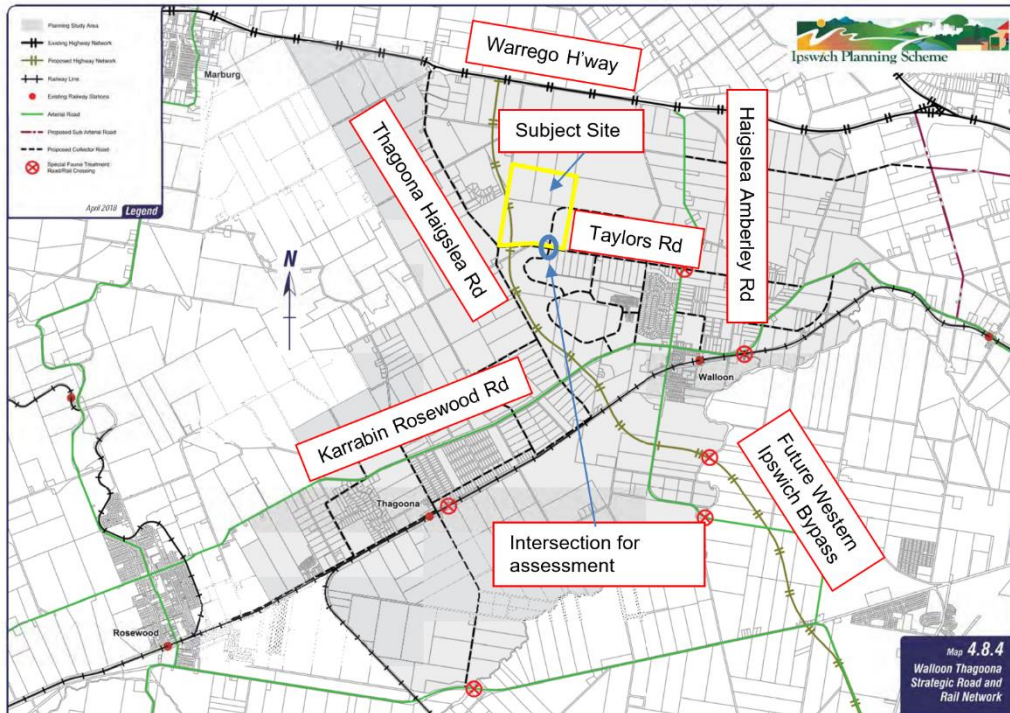 Planning Study Area
Existing Highway Network
Proposed Highway Network
Railway Line
Existing Railway Stations
Arterial Road
Proposed Sub Arterial Road
Proposed Collector Road
Special Fauna Treatment
Road/Rail Crossing
April 2018 Legend
Marburg
Warrego H'way
Ipswich Planning Scheme
Subject Site
Thagoona
Haigslea Rd
Taylors Rd
Haigslea Amberley Rd
N
Walloon
Karrabin Rosewood Rd
Thagoona
Future Western
Ipswich Bypass
Intersection for
assessment
Rosewood
Map 4.8.4
Walloon Thagoona
Strategic Road and
Rail Network